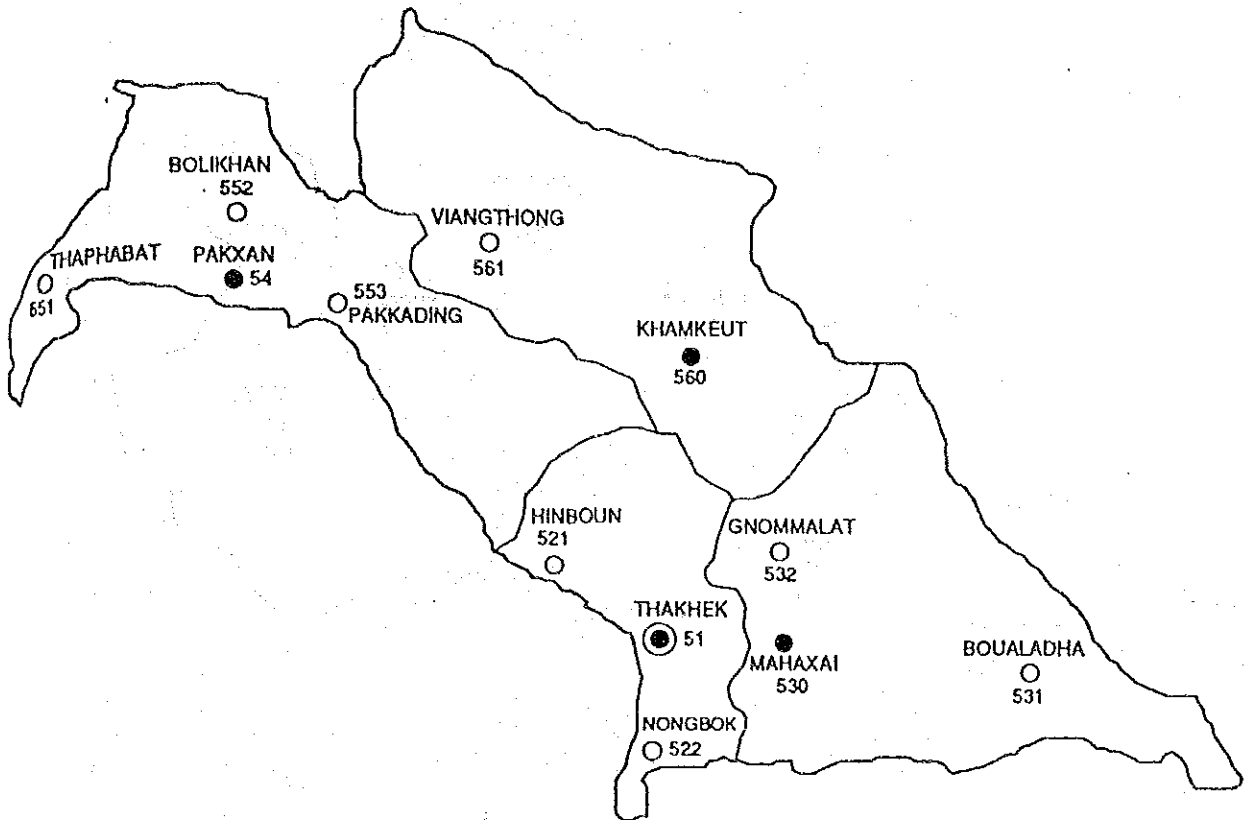 BOLIKHAN
552
THAPHABAT
651
PAKXAN
54
553
PAKKADING
VIANGTHONG
561
KHAMKEUT
560
HINBOUN
521
GNOMMALAT
532
THAKHEK
51
MAHAXAI
530
BOUALADHA
531
NONGBOK
522